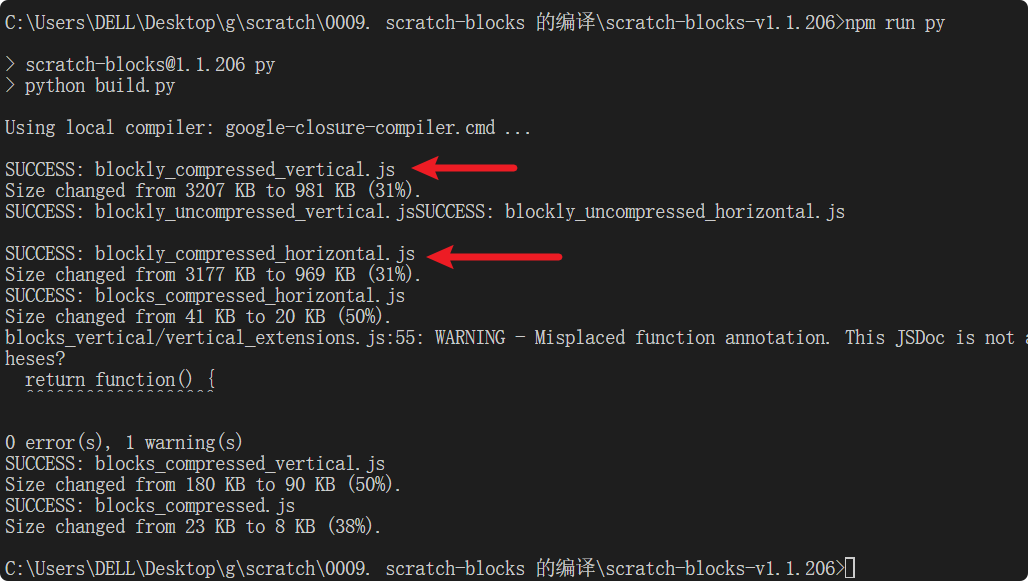 C:\Users\DELL\Desktop\g\scratch\0009. scratch-blocks 的编译\scratch-blocks-v1.1.206>npm run py
> scratch-blocks@1.1.206 py
> python build.py
Using local compiler: google-closure-compiler.cmd ...
SUCCESS: blockly_compressed_vertical.js
Size changed from 3207 KB to 981 KB (31%).
SUCCESS: blockly_uncompressed_vertical.jsSUCCESS: blockly_uncompressed_horizontal.js
SUCCESS: blockly_compressed_horizontal.js
Size changed from 3177 KB to 969 KB (31%).
SUCCESS: blocks_compressed_horizontal.js
Size changed from 41 KB to 20 KB (50%).
blocks_vertical/vertical_extensions.js:55: WARNING - Misplaced function annotation. This JSDoc is not
heses?
return function() {
^^^^^^^^^^^^^^^^^^^
0 error(s), 1 warning(s)
SUCCESS: blocks_compressed_vertical.js
Size changed from 180 KB to 90 KB (50%).
SUCCESS: blocks_compressed.js
Size changed from 23 KB to 8 KB (38%).
C:\Users\DELL\Desktop\g\scratch\0009. scratch-blocks 的编译\scratch-blocks-v1.1.206>